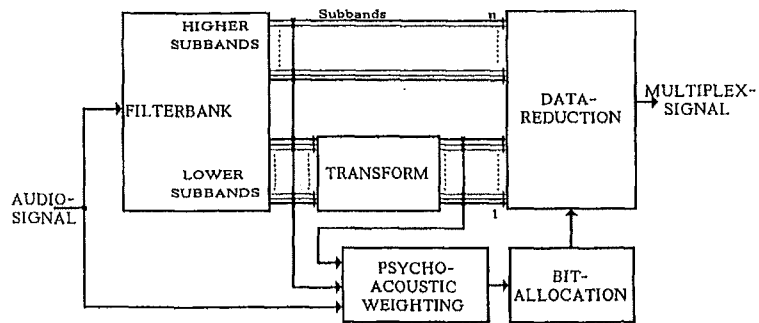 HIGHER
SUBBANDS
Subbands
n
FILTERBANK
DATA-
REDUCTION
MULTIPLEX-
SIGNAL
LOWER
SUBBANDS
TRANSFORM
1
AUDIO-
SIGNAL
PSYCHO-
ACOUSTIC
WEIGHTING
BIT-
ALLOCATION